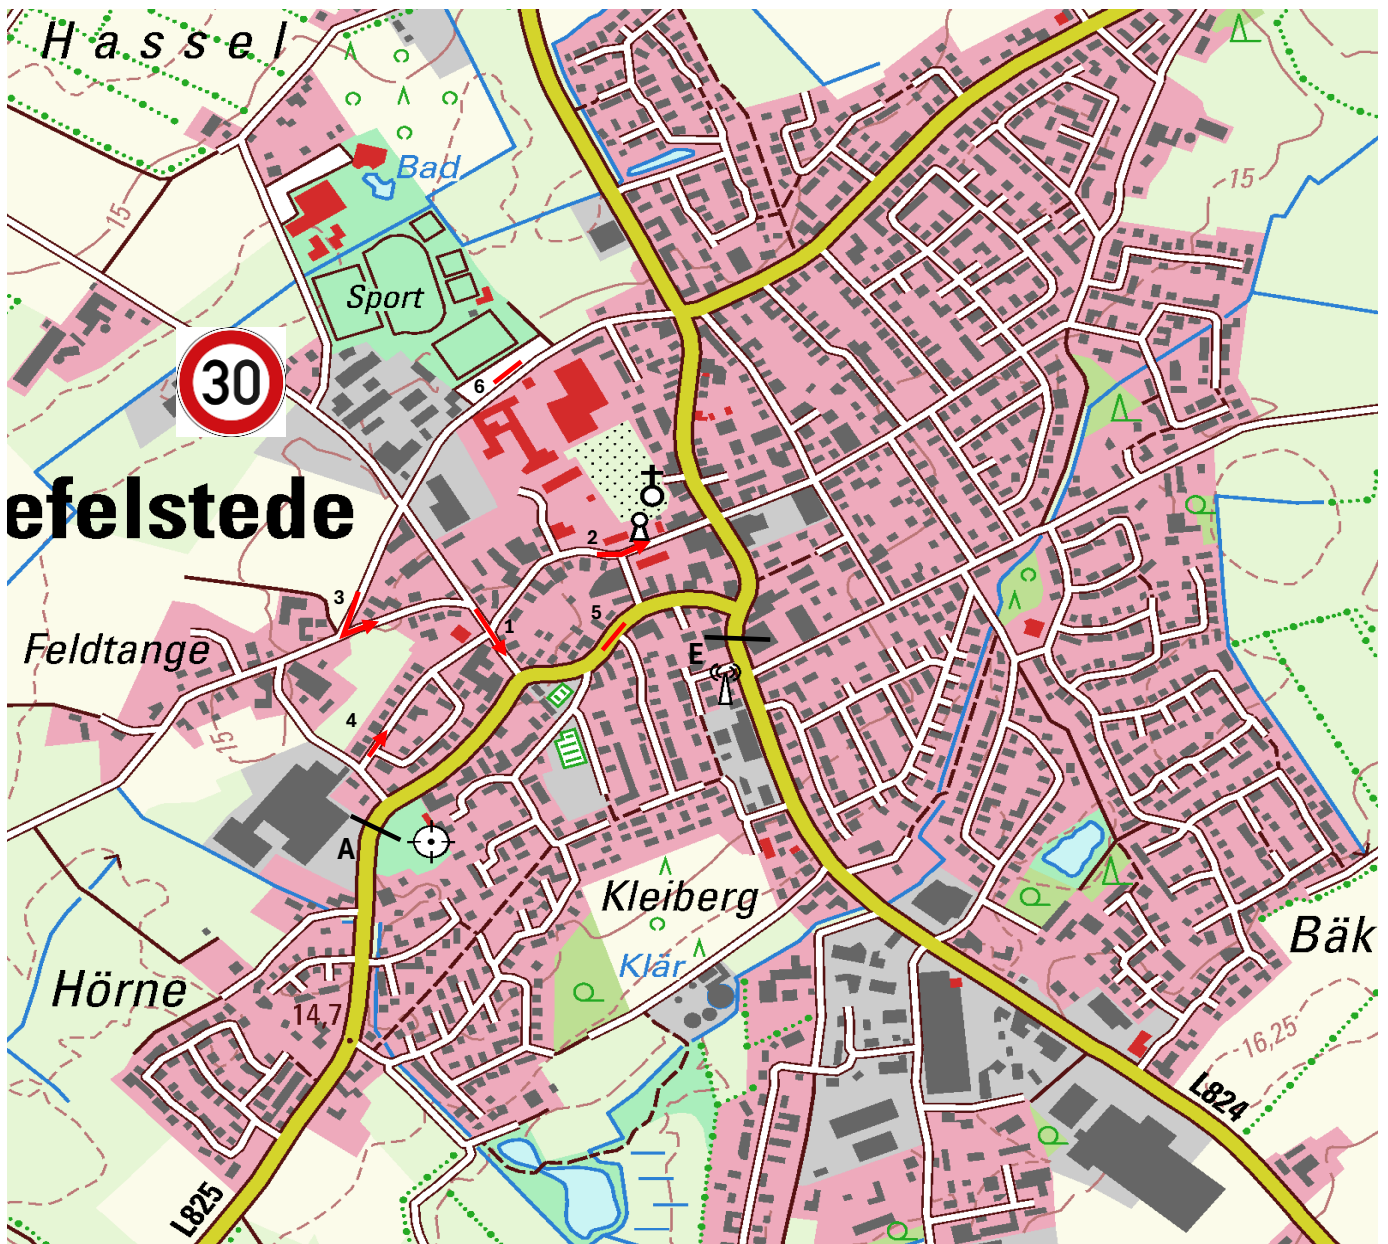 Hassel
Bad
15
15
Sport
30
6
efelstede
2
3
1
5
Feldtange
E
4
15
A
Kleiberg
Bäk
Klär
Hörne
14,7
16,25
L824
L825